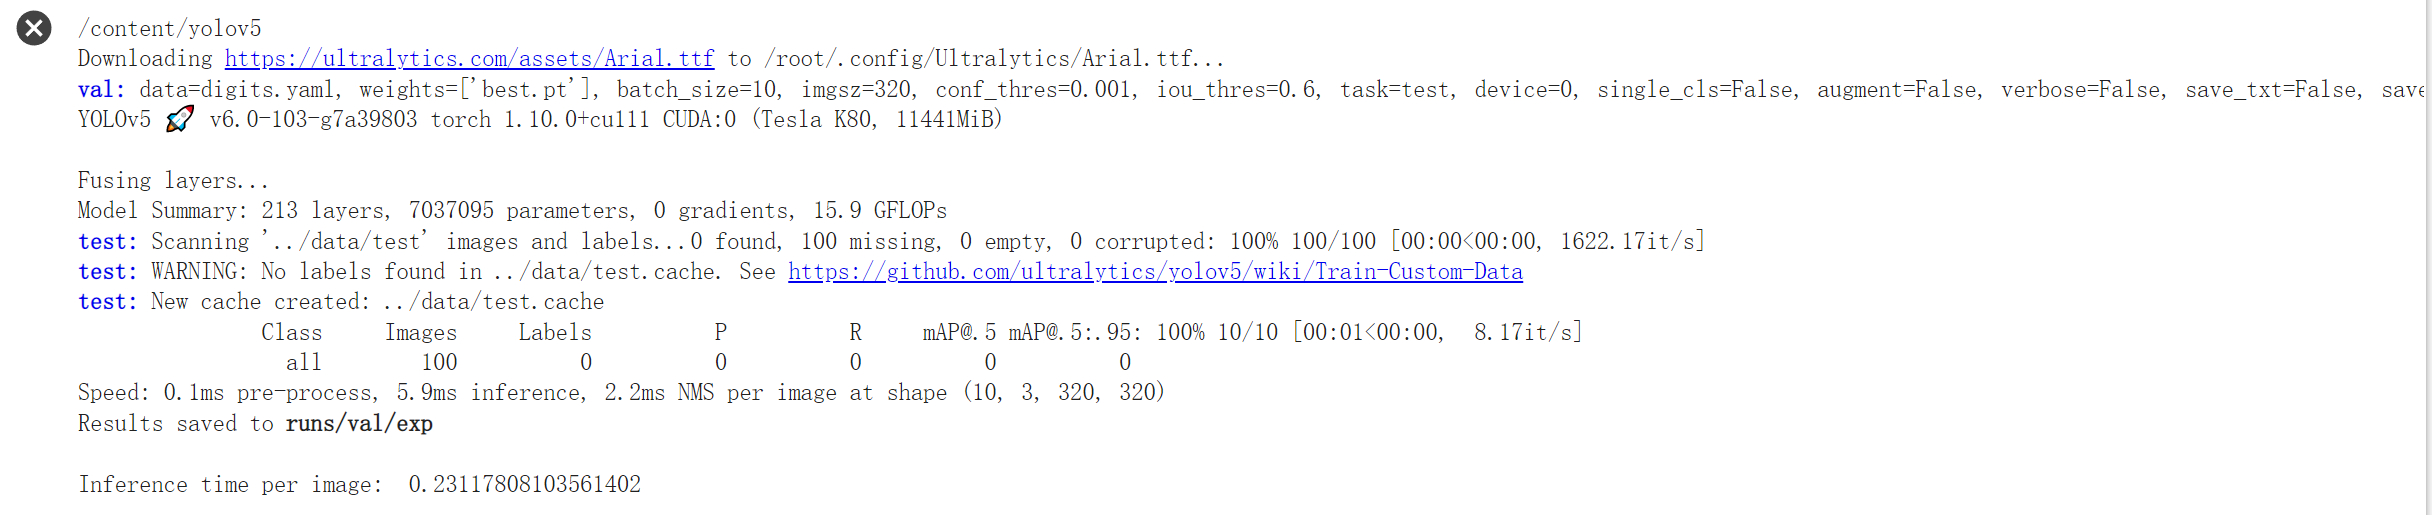 /content/yolov5
Downloading https://ultralytics.com/assets/Arial.ttf to /root/.config/Ultralytics/Arial.ttf...
val: data=digits.yaml, weights=['best.pt'], batch_size=10, imgsz=320, conf_thres=0.001, iou_thres=0.6, task=test, device=0, single_cls=False, augment=False, verbose=False, save_txt=False, save
YOLOv5 🚀 v6.0-103-g7a39803 torch 1.10.0+cu111 CUDA:0 (Tesla K80, 11441MiB)
Fusing layers...
Model Summary: 213 layers, 7037095 parameters, 0 gradients, 15.9 GFLOPs
test: Scanning '../data/test' images and labels...0 found, 100 missing, 0 empty, 0 corrupted: 100% 100/100 [00:00<00:00, 1622.17it/s]
test: WARNING: No labels found in ../data/test.cache. See https://github.com/ultralytics/yolov5/wiki/Train-Custom-Data
test: New cache created: ../data/test.cache
Class Images Labels P R mAP@.5 mAP@.5:.95: 100% 10/10 [00:01<00:00, 8.17it/s]
all 100 0 0 0 0 0
Speed: 0.1ms pre-process, 5.9ms inference, 2.2ms NMS per image at shape (10, 3, 320, 320)
Results saved to runs/val/exp
Inference time per image: 0.23117808103561402